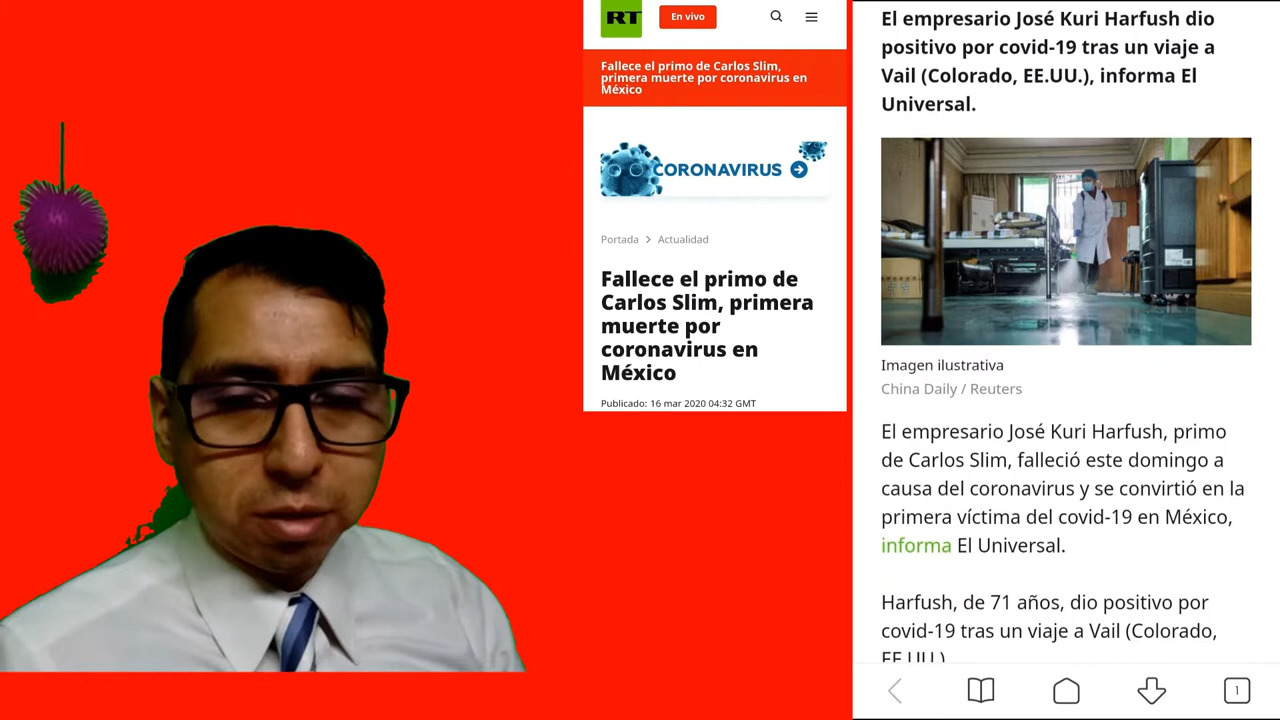 RT
En vivo
Fallece el primo de Carlos Slim,
primera muerte por coronavirus en
México
CORONAVIRUS
Portada > Actualidad
Fallece el primo de
Carlos Slim, primera
muerte por
coronavirus en
México
Publicado: 16 mar 2020 04:32 GMT
El empresario José Kuri Harfush dio
positivo por covid-19 tras un viaje a
Vail (Colorado, EE.UU.), informa El
Universal.
Imagen ilustrativa
China Daily / Reuters
El empresario José Kuri Harfush, primo
de Carlos Slim, falleció este domingo a
causa del coronavirus y se convirtió en la
primera víctima del covid-19 en México,
informa El Universal.
Harfush, de 71 años, dio positivo por
covid-19 tras un viaje a Vail (Colorado,
EE.UU.)
1